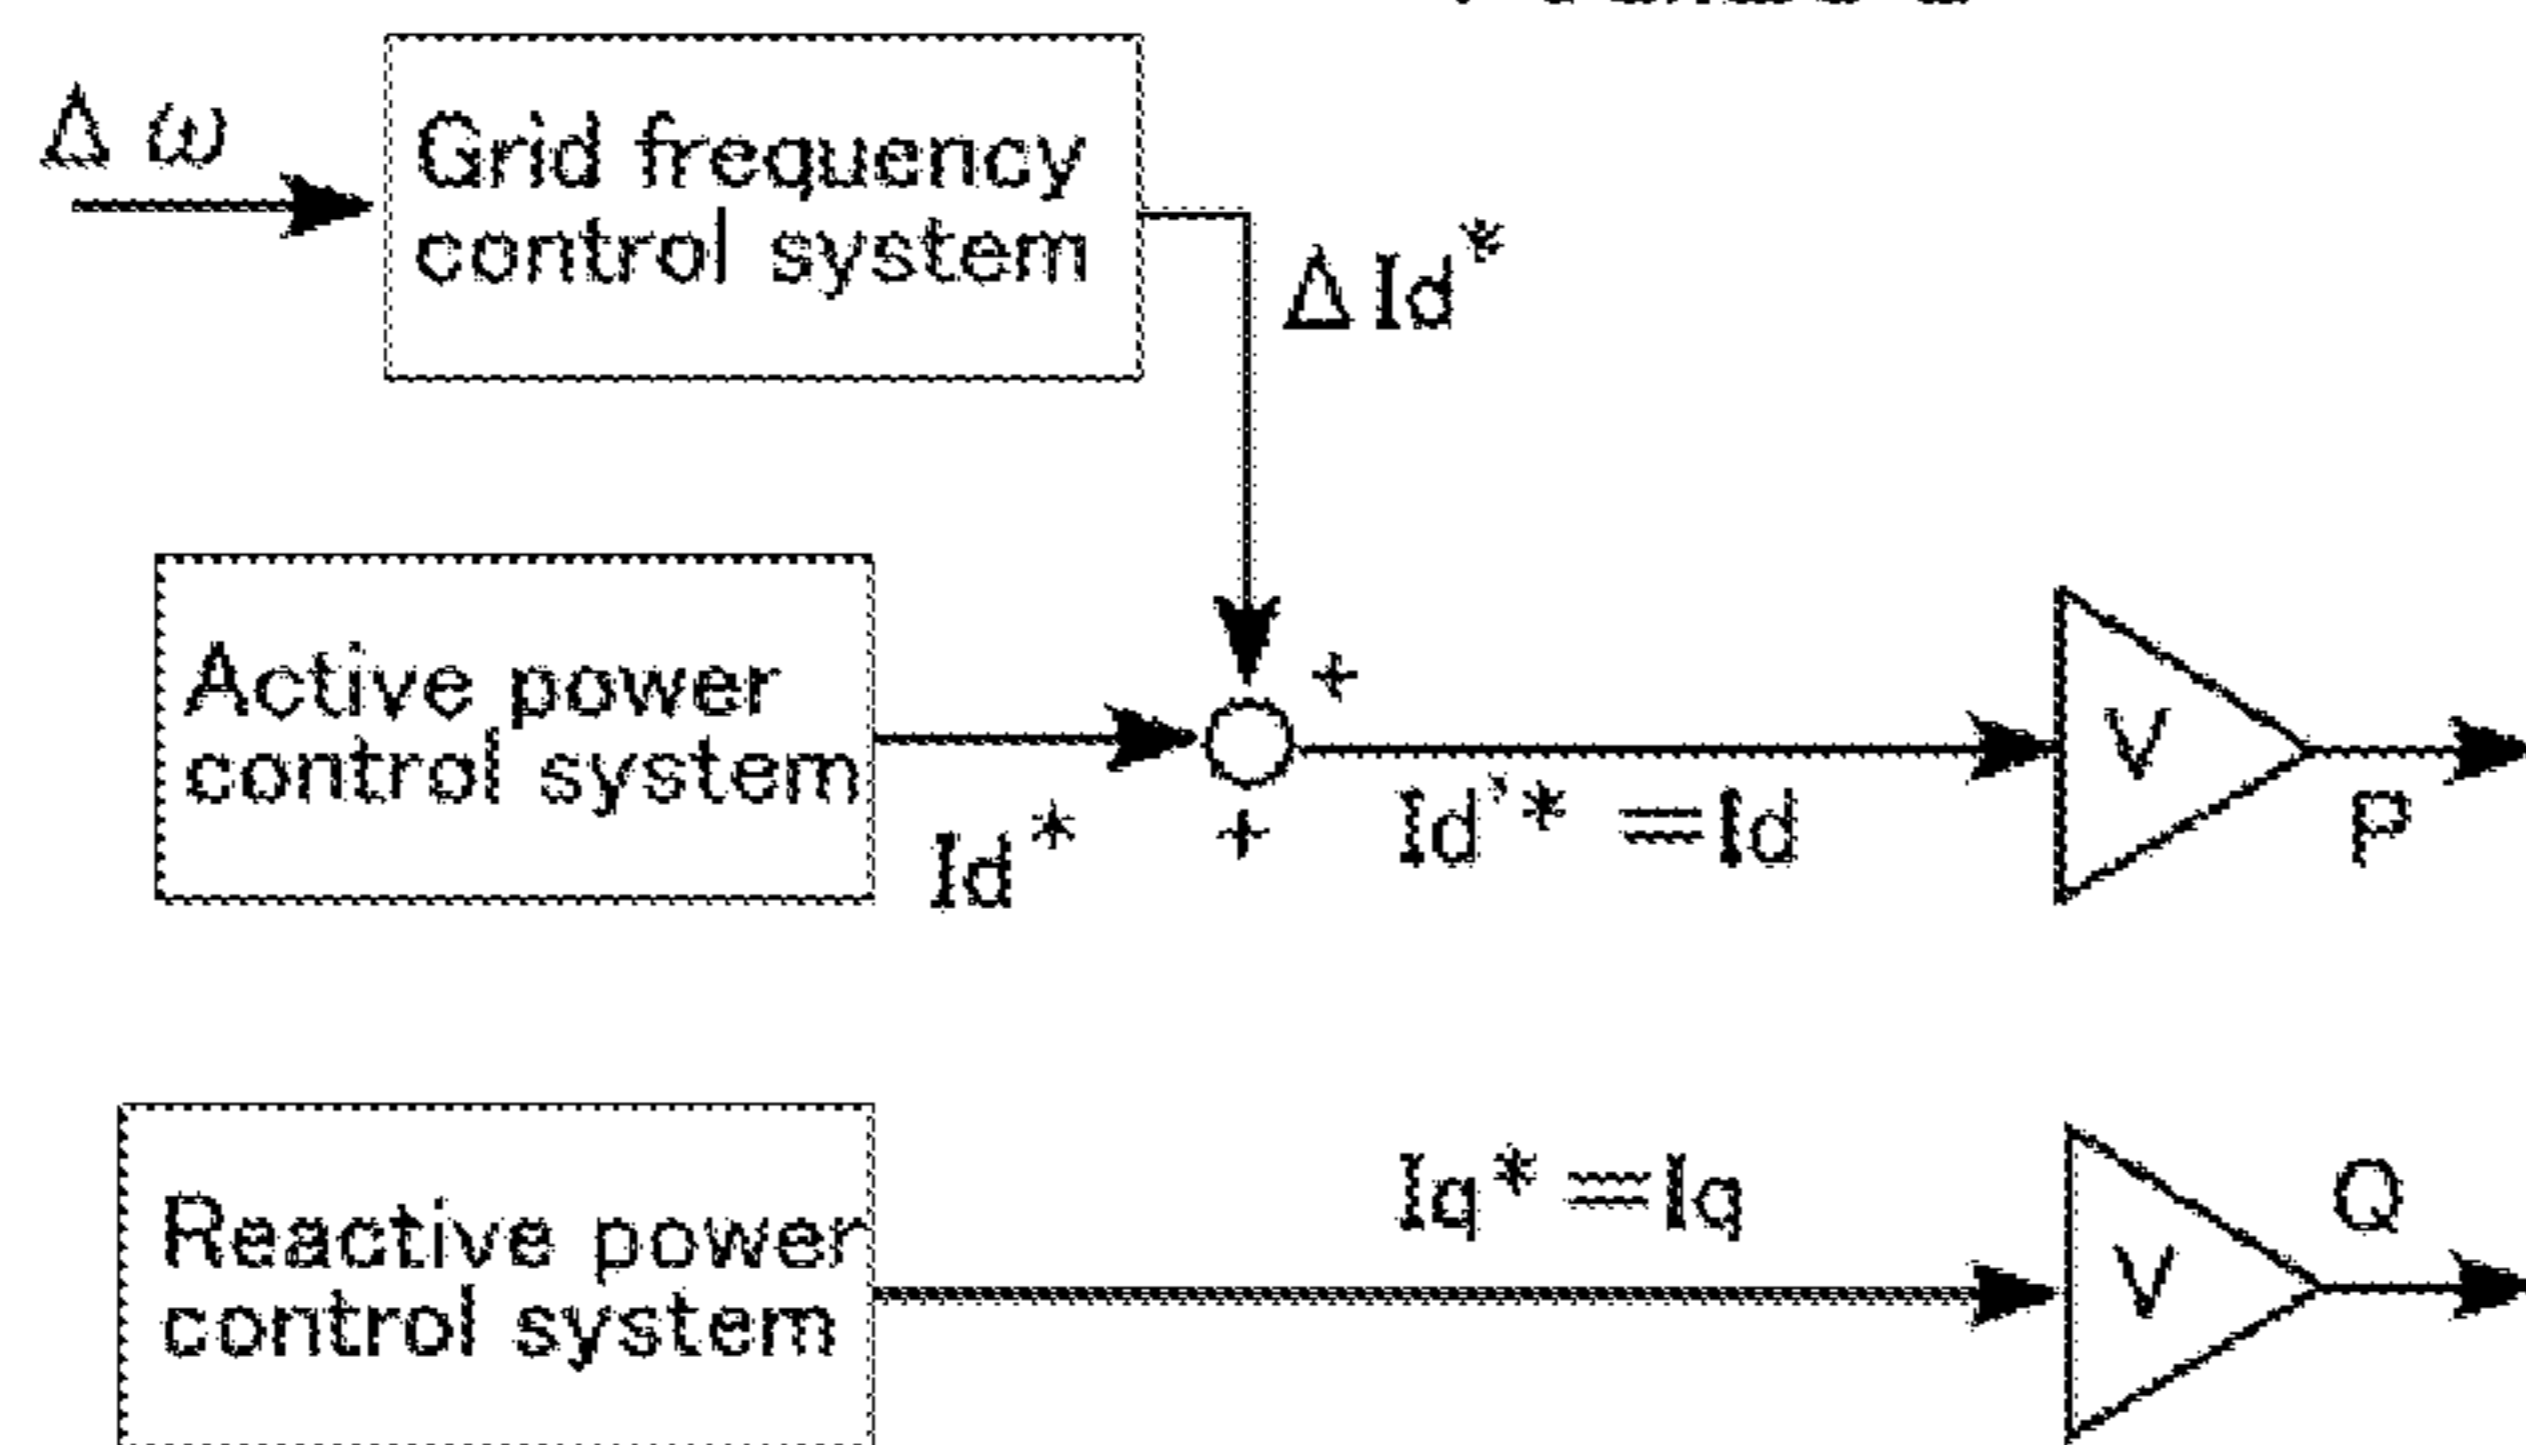 Δω
Grid frequency
control system
ΔId*
Active power
control system
+
+
Id*
Id'* =Id
V
P
Reactive power
control system
Iq* =Iq
V
Q